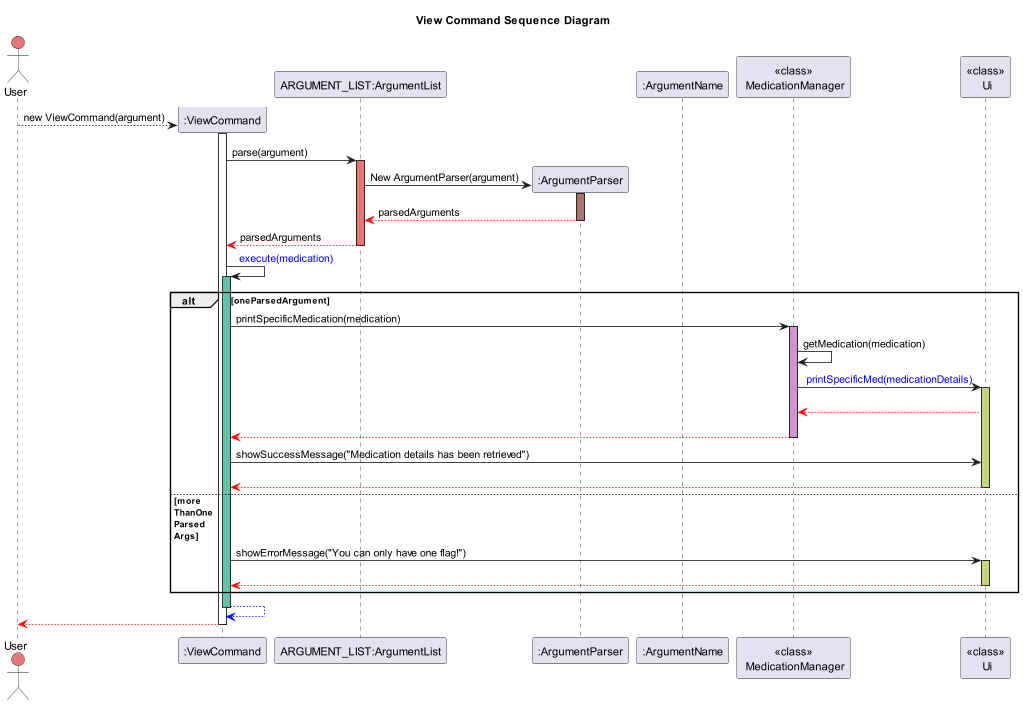 View Command Sequence Diagram
User
«class»
MedicationManager
«class»
Ui
ARGUMENT_LIST:ArgumentList
:ArgumentName
new ViewCommand(argument)
:ViewCommand
parse(argument)
New ArgumentParser(argument)
:ArgumentParser
parsedArguments
parsedArguments
execute(medication)
alt
[oneParsedArgument]
printSpecificMedication(medication)
getMedication(medication)
printSpecificMed(medicationDetails)
showSuccessMessage("Medication details has been retrieved")
[more
ThanOne
Parsed
Args]
showErrorMessage("You can only have one flag!")
User
:ViewCommand
ARGUMENT_LIST:ArgumentList
:ArgumentParser
:ArgumentName
«class»
MedicationManager
«class»
Ui